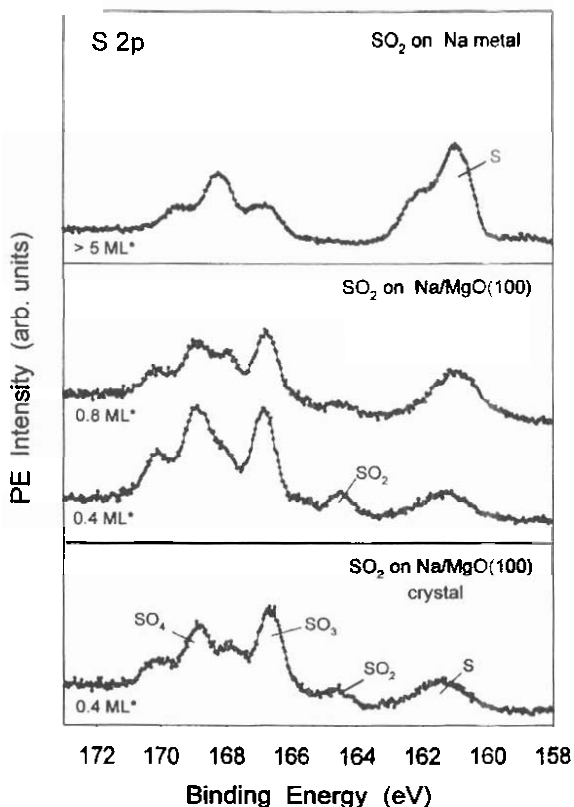 S 2p
SO₂ on Na metal
S
> 5 ML*
SO₂ on Na/MgO(100)
0.8 ML*
SO₂
0.4 ML*
SO₂ on Na/MgO(100)
crystal
SO₄
SO₃
SO₂
S
0.4 ML*
172 170 168 166 164 162 160 158
Binding Energy (eV)
PE Intensity (arb. units)